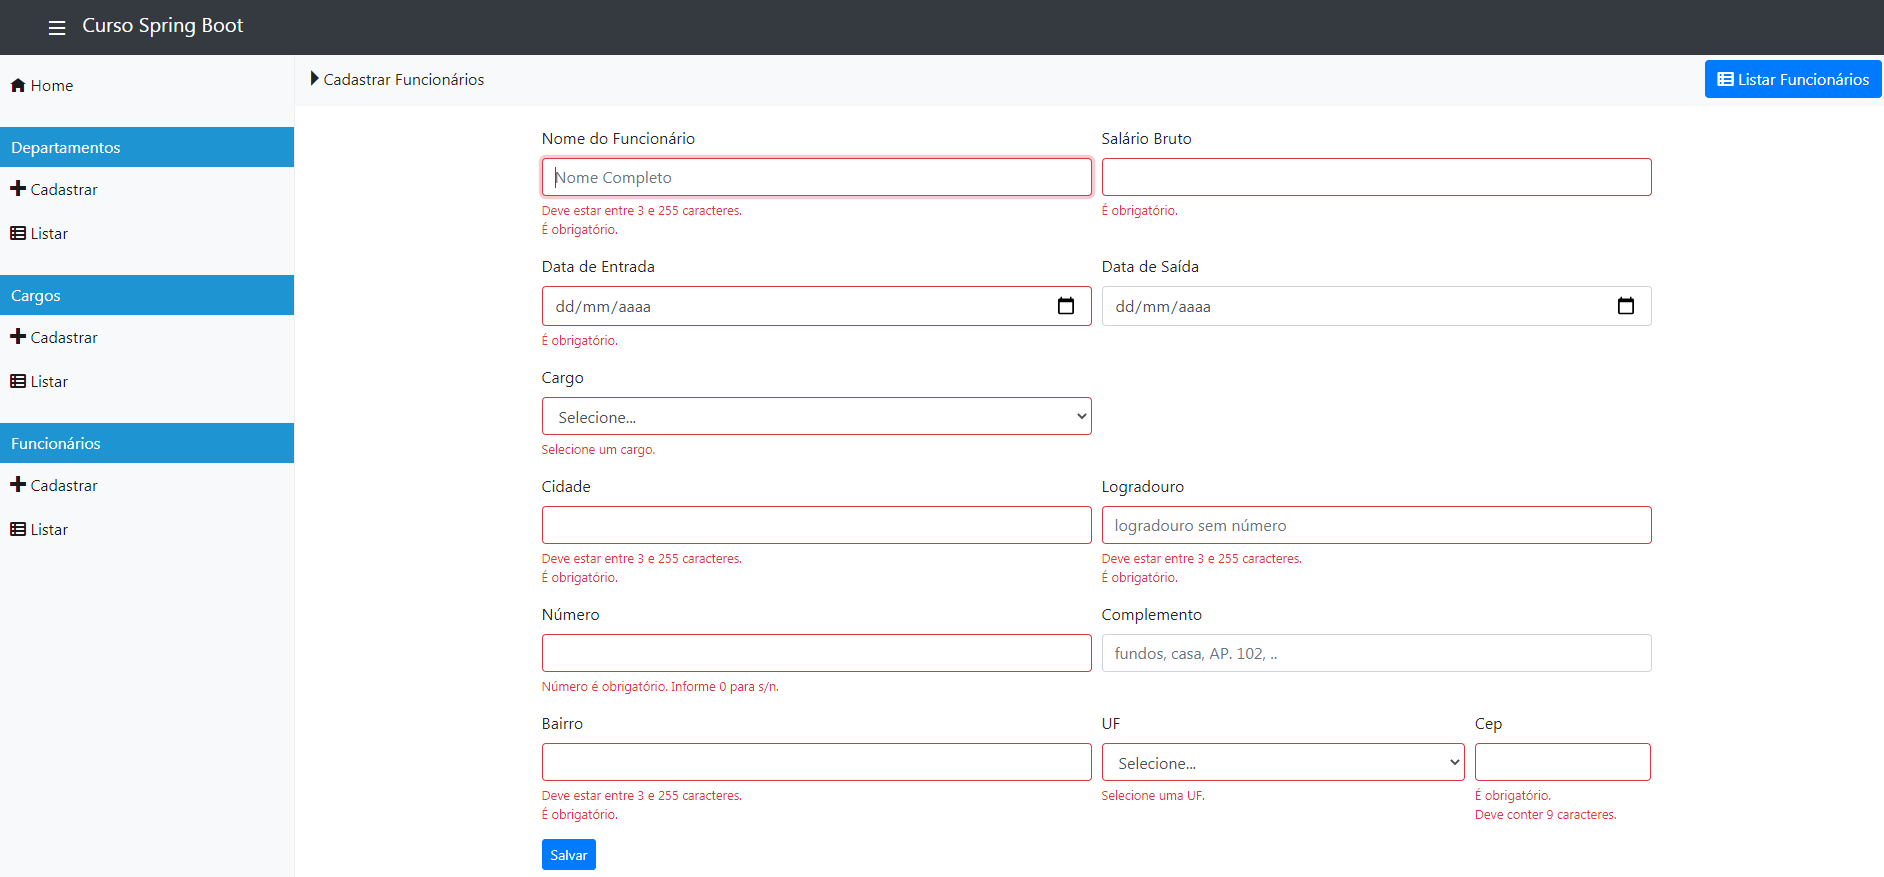 Curso Spring Boot
Home
Departamentos
Cadastrar
Listar
Cargos
Cadastrar
Listar
Funcionários
Cadastrar
Listar
Cadastrar Funcionários
Listar Funcionários
Nome do Funcionário
Nome Completo
Deve estar entre 3 e 255 caracteres.
É obrigatório.
Salário Bruto
É obrigatório.
Data de Entrada
dd/mm/aaaa
É obrigatório.
Data de Saída
dd/mm/aaaa
Cargo
Selecione...
Selecione um cargo.
Cidade
Deve estar entre 3 e 255 caracteres.
É obrigatório.
Logradouro
logradouro sem número
Deve estar entre 3 e 255 caracteres.
É obrigatório.
Número
Número é obrigatório. Informe 0 para s/n.
Complemento
fundos, casa, AP. 102, ..
Bairro
Deve estar entre 3 e 255 caracteres.
É obrigatório.
UF
Selecione...
Selecione uma UF.
Cep
É obrigatório.
Deve conter 9 caracteres.
Salvar